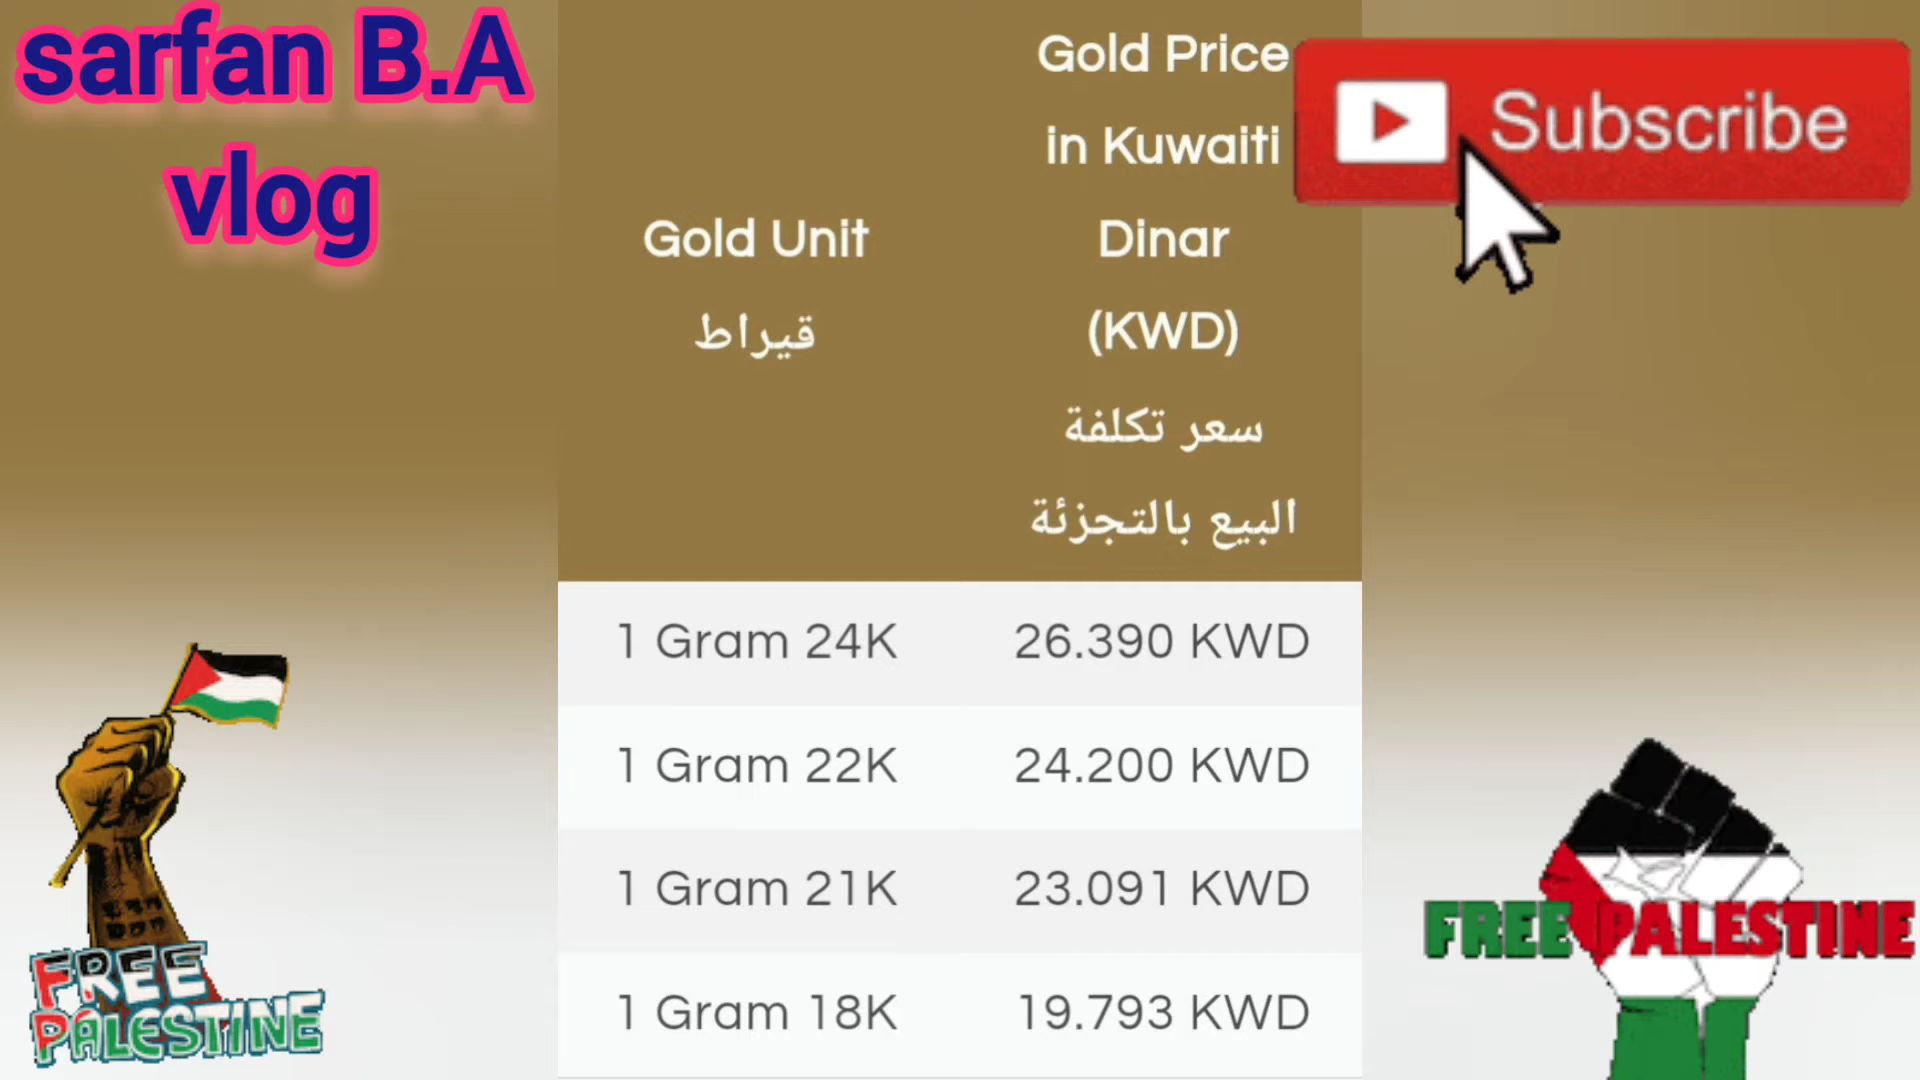 sarfan B.A
vlog
Gold Unit
قيراط
Gold Price
in Kuwaiti
Dinar
(KWD)
سعر تكلفة
البيع بالتجزئة
Subscribe
1 Gram 24K 26.390 KWD
1 Gram 22K 24.200 KWD
1 Gram 21K 23.091 KWD
1 Gram 18K 19.793 KWD
FREE
PALESTINE
FREE PALESTINE